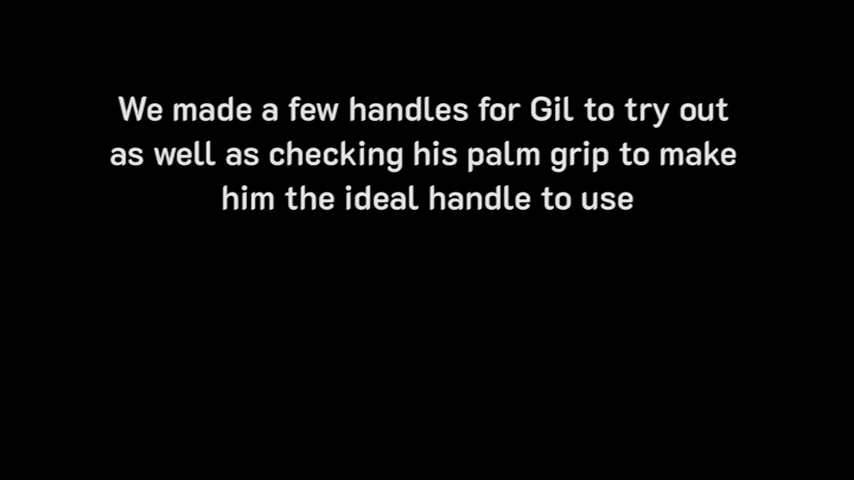 We made a few handles for Gil to try out
as well as checking his palm grip to make
him the ideal handle to use